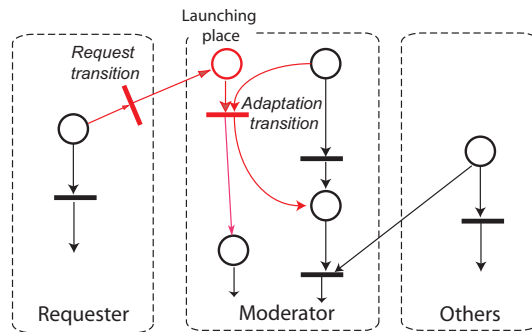 Launching
place
Request
transition
Adaptation
transition
Requester
Moderator
Others